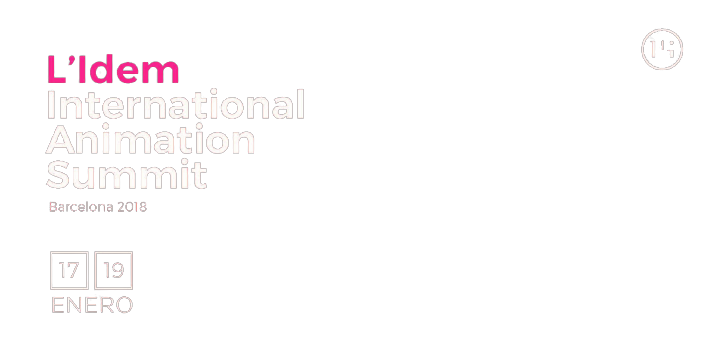 L'Idem
International
Animation
Summit
Barcelona 2018
17 19
ENERO